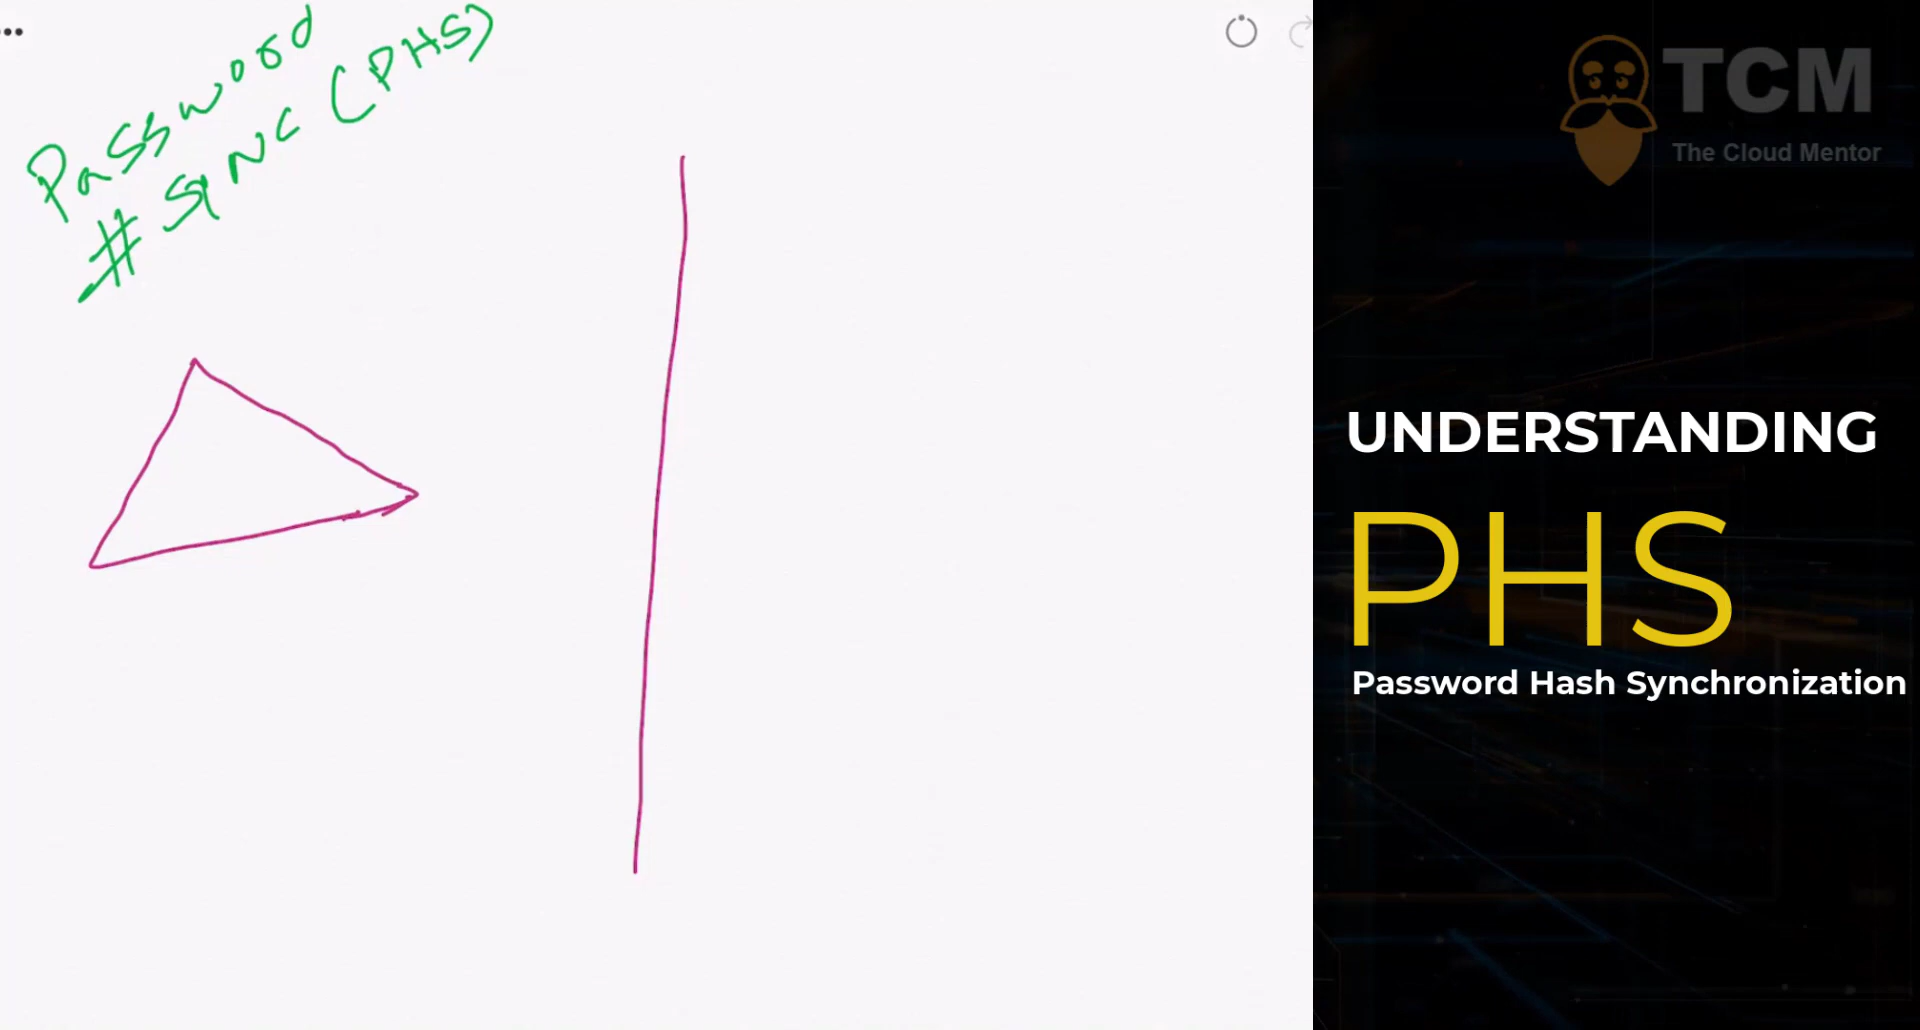 Password
# SYNC (PHS)
TCM
The Cloud Mentor
UNDERSTANDING
PHS
Password Hash Synchronization